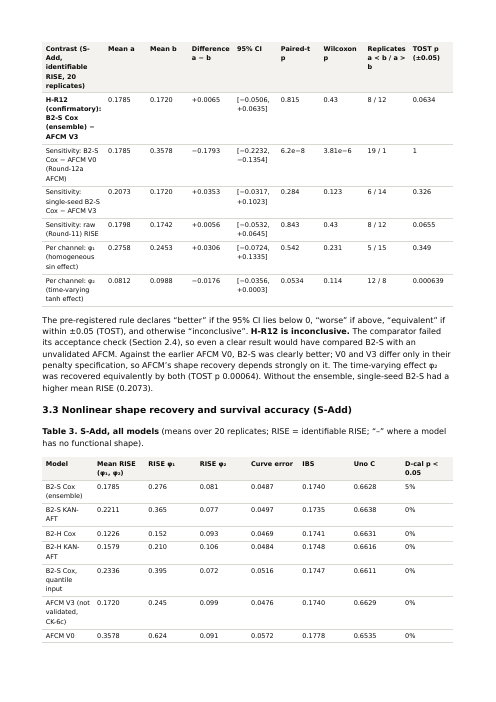 Contrast (S-Add, identifiable RISE, 20 replicates) Mean a Mean b Difference a − b 95% CI Paired-t p Wilcoxon p Replicates a < b / a > b TOST p (±0.05)
H-R12 (confirmatory): B2-S Cox (ensemble) − AFCM V3 0.1785 0.1720 +0.0065 [−0.0506, +0.0635] 0.815 0.43 8 / 12 0.0634
Sensitivity: B2-S Cox − AFCM V0 (Round-12a AFCM) 0.1785 0.3578 −0.1793 [−0.2232, −0.1354] 6.2e−8 3.81e−6 19 / 1 1
Sensitivity: single-seed B2-S Cox − AFCM V3 0.2073 0.1720 +0.0353 [−0.0317, +0.1023] 0.284 0.123 6 / 14 0.326
Sensitivity: raw (Round-11) RISE 0.1798 0.1742 +0.0056 [−0.0532, +0.0645] 0.843 0.43 8 / 12 0.0655
Per channel: φ₁ (homogeneous sin effect) 0.2758 0.2453 +0.0306 [−0.0724, +0.1335] 0.542 0.231 5 / 15 0.349
Per channel: φ₂ (time-varying tanh effect) 0.0812 0.0988 −0.0176 [−0.0356, +0.0003] 0.0534 0.114 12 / 8 0.000639
The pre-registered rule declares “better” if the 95% CI lies below 0, “worse” if above, “equivalent” if
within ±0.05 (TOST), and otherwise “inconclusive”. H-R12 is inconclusive. The comparator failed
its acceptance check (Section 2.4), so even a clear result would have compared B2-S with an
unvalidated AFCM. Against the earlier AFCM V0, B2-S was clearly better; V0 and V3 differ only in their
penalty specification, so AFCM’s shape recovery depends strongly on it. The time-varying effect φ₂
was recovered equivalently by both (TOST p 0.00064). Without the ensemble, single-seed B2-S had a
higher mean RISE (0.2073).
3.3 Nonlinear shape recovery and survival accuracy (S-Add)
Table 3. S-Add, all models (means over 20 replicates; RISE = identifiable RISE; “–” where a model
has no functional shape).
Model Mean RISE (φ₁, φ₂) RISE φ₁ RISE φ₂ Curve error IBS Uno C D-cal p < 0.05
B2-S Cox (ensemble) 0.1785 0.276 0.081 0.0487 0.1740 0.6628 5%
B2-S KAN-AFT 0.2211 0.365 0.077 0.0497 0.1735 0.6638 0%
B2-H Cox 0.1226 0.152 0.093 0.0469 0.1741 0.6631 0%
B2-H KAN-AFT 0.1579 0.210 0.106 0.0484 0.1748 0.6616 0%
B2-S Cox, quantile input 0.2336 0.395 0.072 0.0516 0.1747 0.6611 0%
AFCM V3 (not validated, CK-6c) 0.1720 0.245 0.099 0.0476 0.1740 0.6629 0%
AFCM V0 0.3578 0.624 0.091 0.0572 0.1778 0.6535 0%